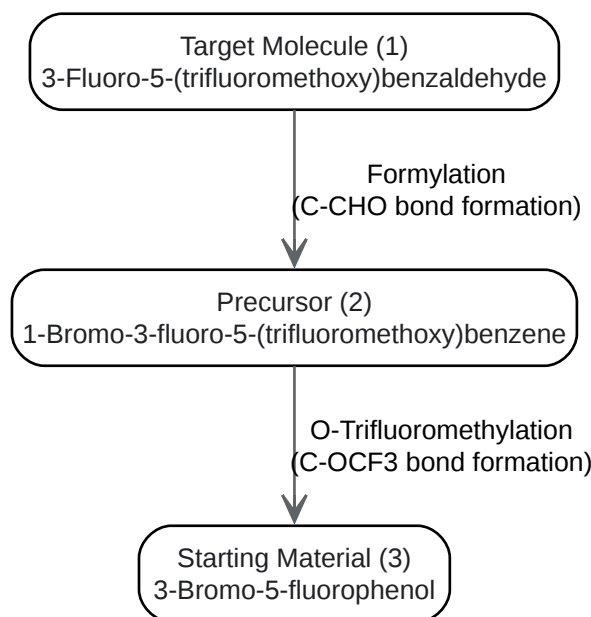 Target Molecule (1)
3-Fluoro-5-(trifluoromethoxy)benzaldehyde
Formylation
(C-CHO bond formation)
Precursor (2)
1-Bromo-3-fluoro-5-(trifluoromethoxy)benzene
O-Trifluoromethylation
(C-OCF3 bond formation)
Starting Material (3)
3-Bromo-5-fluorophenol